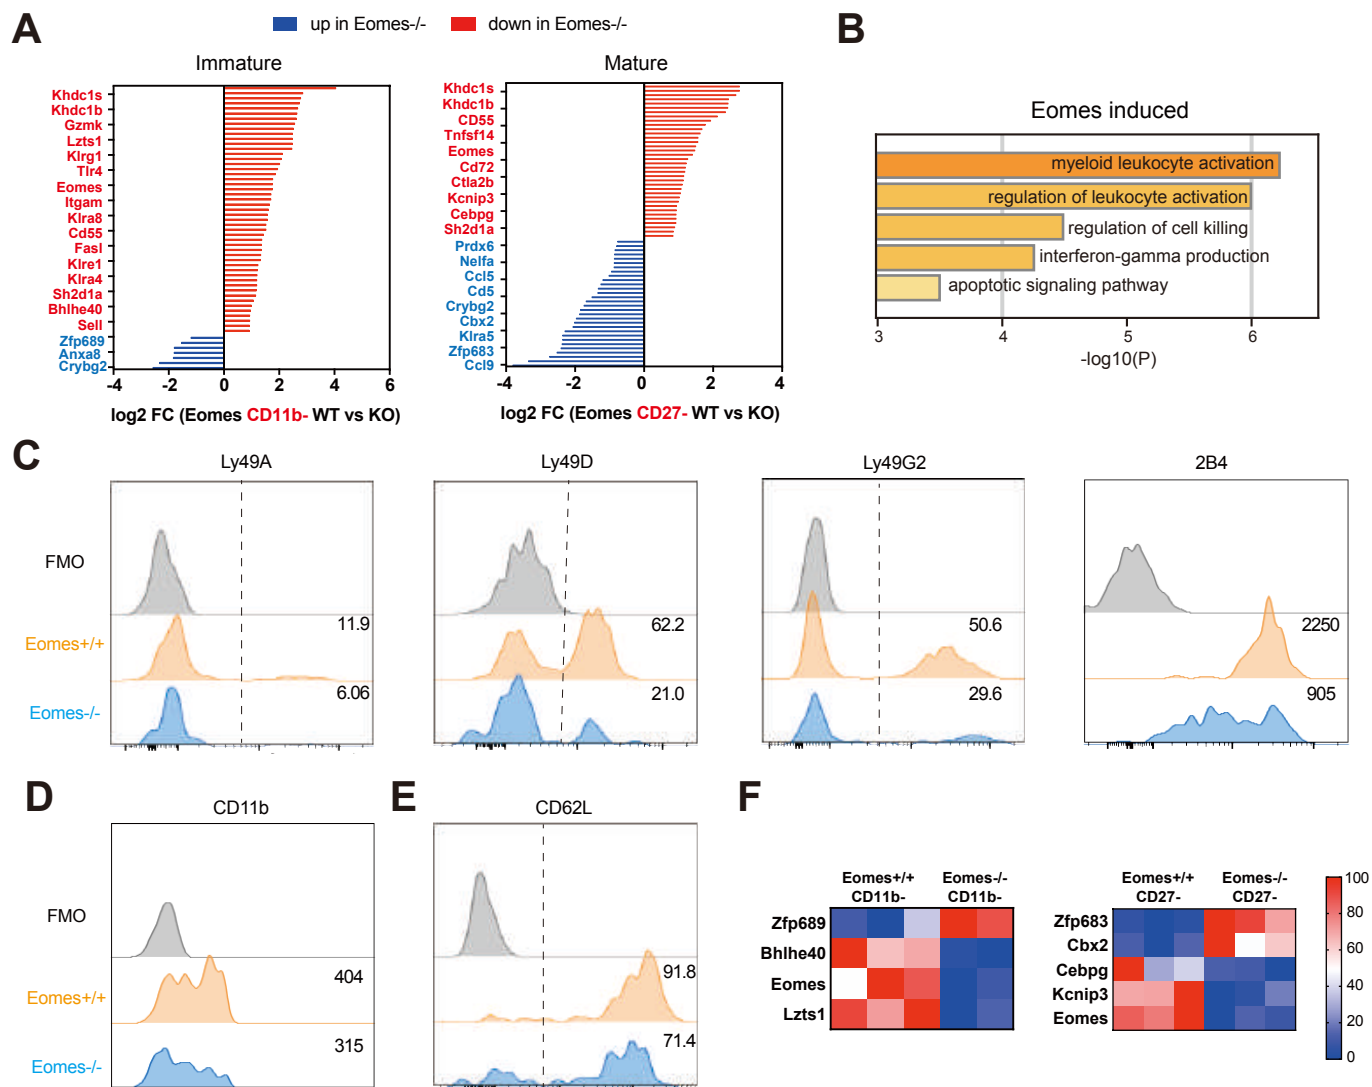 A
up in Eomes-/-
down in Eomes-/-
Immature
Khdc1s
Khdc1b
Gzmk
Lzts1
Klrg1
Tlr4
Eomes
Itgam
Klra8
Cd55
Fasl
Klre1
Klra4
Sh2d1a
Bhlhe40
Sell
Zfp689
Anxa8
Crybg2
-4 -2 0 2 4 6
log2 FC (Eomes CD11b- WT vs KO)
Mature
Khdc1s
Khdc1b
CD55
Tnfsf14
Eomes
Cd72
Ctla2b
Kcnip3
Cebpg
Sh2d1a
Prdx6
Nelfa
Ccl5
Cd5
Crybg2
Cbx2
Klra5
Zfp683
Ccl9
-4 -2 0 2 4
log2 FC (Eomes CD27- WT vs KO)
B
Eomes induced
myeloid leukocyte activation
regulation of leukocyte activation
regulation of cell killing
interferon-gamma production
apoptotic signaling pathway
3 4 5 6
-log10(P)
C
Ly49A Ly49D Ly49G2 2B4
FMO
Eomes+/+
11.9 62.2 50.6 2250
Eomes-/-
6.06 21.0 29.6 905
D
CD11b
FMO
Eomes+/+
404
Eomes-/-
315
E
CD62L
91.8
71.4
F
Eomes+/+ Eomes-/-
CD11b- CD11b-
Zfp689
Bhlhe40
Eomes
Lzts1
Eomes+/+ Eomes-/-
CD27- CD27-
Zfp683
Cbx2
Cebpg
Kcnip3
Eomes
100
80
60
40
20
0